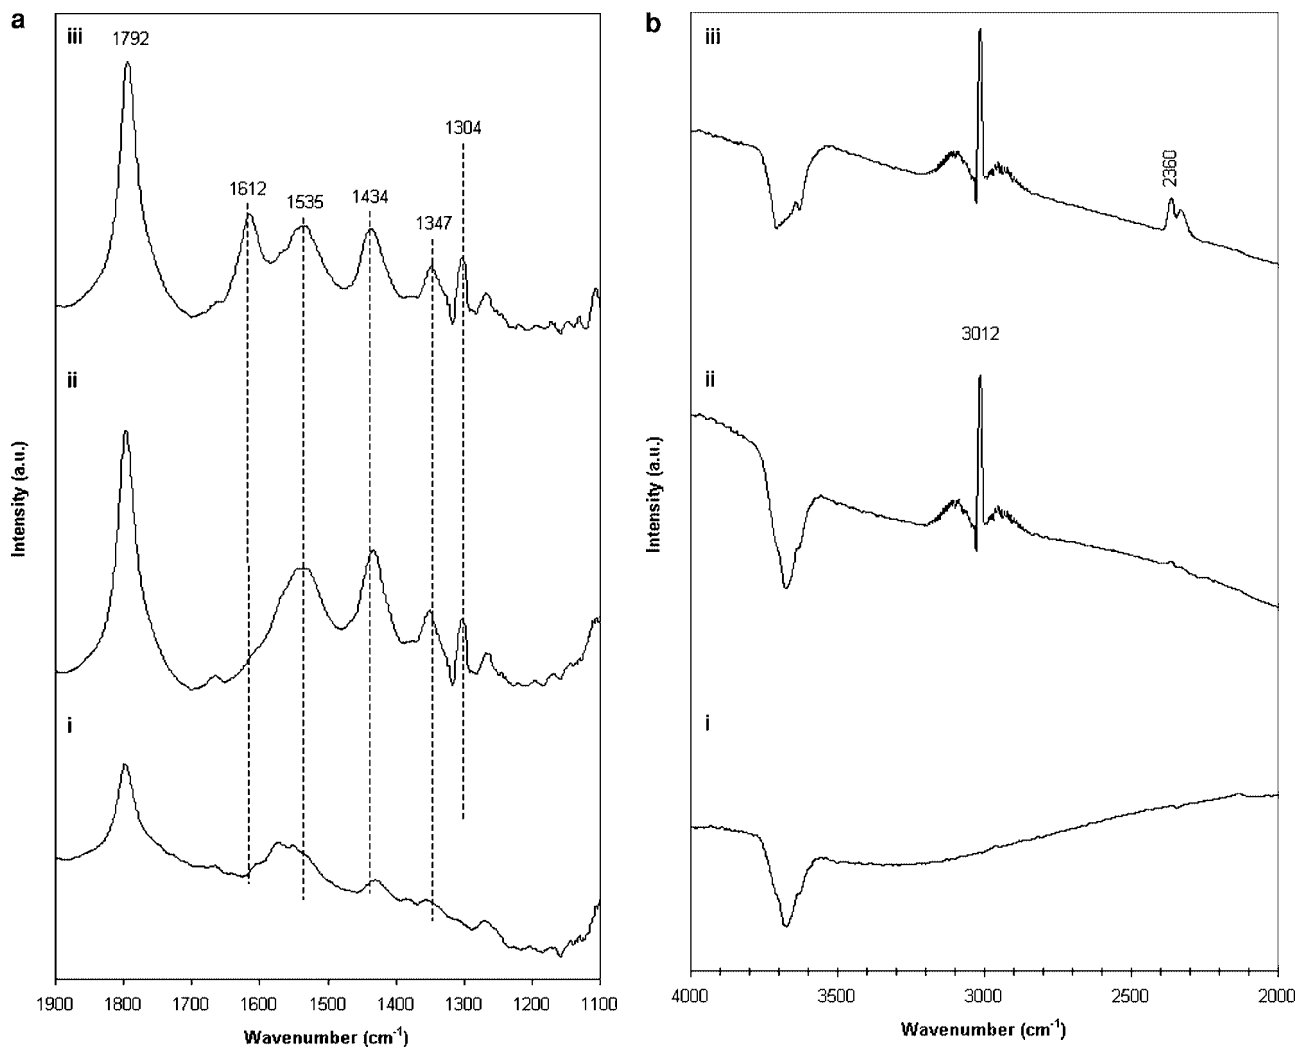 a
iii
1792
1304
1612
1535
1434
1347
ii
i
Intensity (a.u.)
1900 1800 1700 1600 1500 1400 1300 1200 1100
Wavenumber (cm-1)
b
iii
2360
3012
ii
i
Intensity (a.u.)
4000 3500 3000 2500 2000
Wavenumber (cm-1)